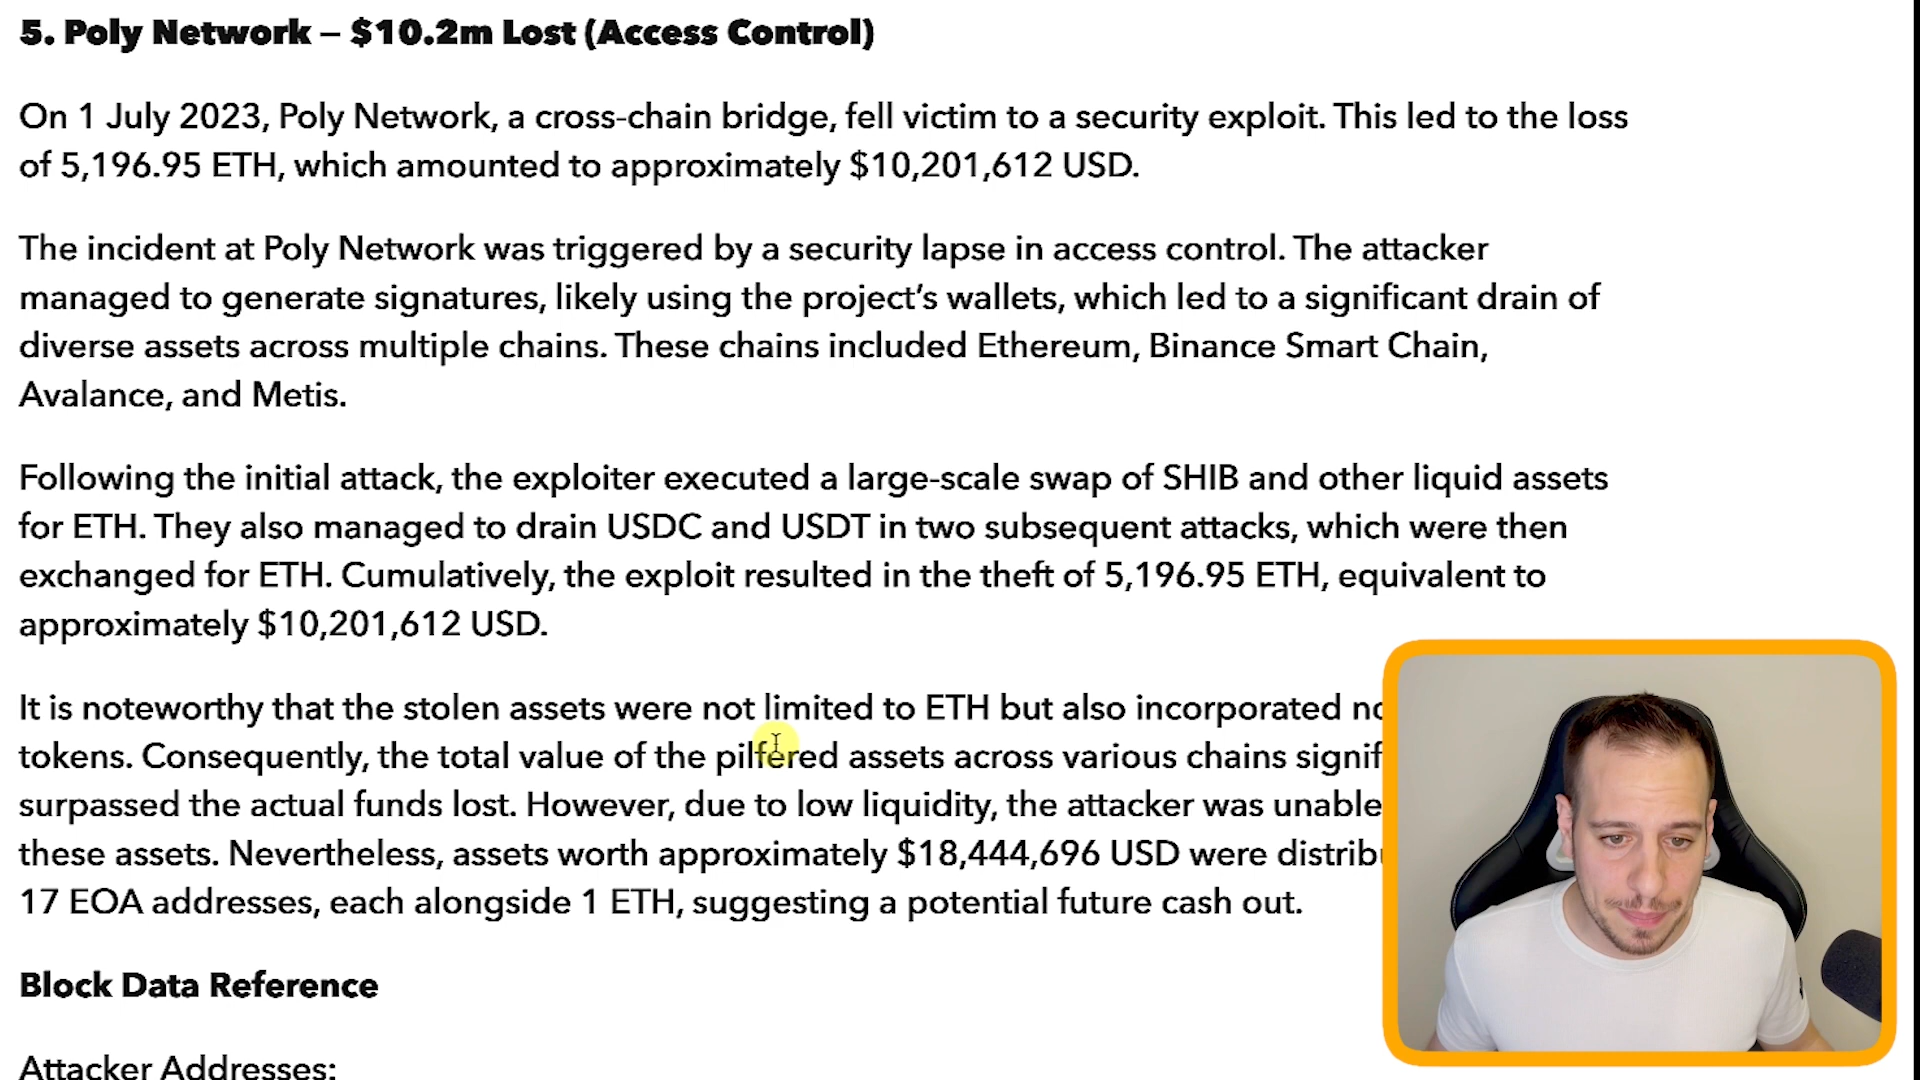 5. Poly Network – $10.2m Lost (Access Control)
On 1 July 2023, Poly Network, a cross-chain bridge, fell victim to a security exploit. This led to the loss
of 5,196.95 ETH, which amounted to approximately $10,201,612 USD.
The incident at Poly Network was triggered by a security lapse in access control. The attacker
managed to generate signatures, likely using the project’s wallets, which led to a significant drain of
diverse assets across multiple chains. These chains included Ethereum, Binance Smart Chain,
Avalance, and Metis.
Following the initial attack, the exploiter executed a large-scale swap of SHIB and other liquid assets
for ETH. They also managed to drain USDC and USDT in two subsequent attacks, which were then
exchanged for ETH. Cumulatively, the exploit resulted in the theft of 5,196.95 ETH, equivalent to
approximately $10,201,612 USD.
It is noteworthy that the stolen assets were not limited to ETH but also incorporated
tokens. Consequently, the total value of the pilfered assets across various chains
surpassed the actual funds lost. However, due to low liquidity, the attacker was unable
these assets. Nevertheless, assets worth approximately $18,444,696 USD were
17 EOA addresses, each alongside 1 ETH, suggesting a potential future cash out.
Block Data Reference
Attacker Addresses: